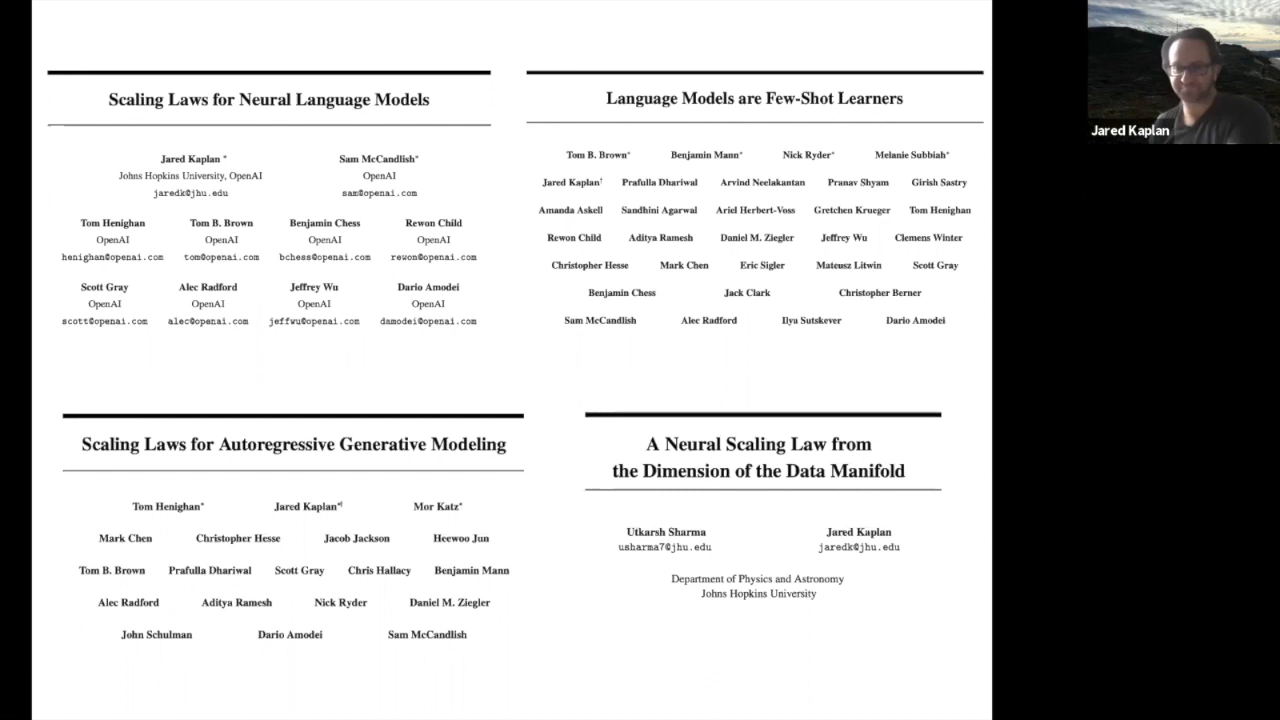 Scaling Laws for Neural Language Models
Jared Kaplan * Sam McCandlish*
Johns Hopkins University, OpenAI OpenAI
jaredk@jhu.edu sam@openai.com
Tom Henighan Tom B. Brown Benjamin Chess Rewon Child
OpenAI OpenAI OpenAI OpenAI
henighan@openai.com tom@openai.com bchess@openai.com rewon@openai.com
Scott Gray Alec Radford Jeffrey Wu Dario Amodei
OpenAI OpenAI OpenAI OpenAI
scott@openai.com alec@openai.com jeffwu@openai.com damodei@openai.com
Language Models are Few-Shot Learners
Tom B. Brown* Benjamin Mann* Nick Ryder* Melanie Subbiah*
Jared Kaplan† Prafulla Dhariwal Arvind Neelakantan Pranav Shyam Girish Sastry
Amanda Askell Sandhini Agarwal Ariel Herbert-Voss Gretchen Krueger Tom Henighan
Rewon Child Aditya Ramesh Daniel M. Ziegler Jeffrey Wu Clemens Winter
Christopher Hesse Mark Chen Eric Sigler Mateusz Litwin Scott Gray
Benjamin Chess Jack Clark Christopher Berner
Sam McCandlish Alec Radford Ilya Sutskever Dario Amodei
Scaling Laws for Autoregressive Generative Modeling
Tom Henighan* Jared Kaplan*† Mor Katz*
Mark Chen Christopher Hesse Jacob Jackson Heewoo Jun
Tom B. Brown Prafulla Dhariwal Scott Gray Chris Hallacy Benjamin Mann
Alec Radford Aditya Ramesh Nick Ryder Daniel M. Ziegler
John Schulman Dario Amodei Sam McCandlish
A Neural Scaling Law from
the Dimension of the Data Manifold
Utkarsh Sharma Jared Kaplan
usharma7@jhu.edu jaredk@jhu.edu
Department of Physics and Astronomy
Johns Hopkins University
Jared Kaplan